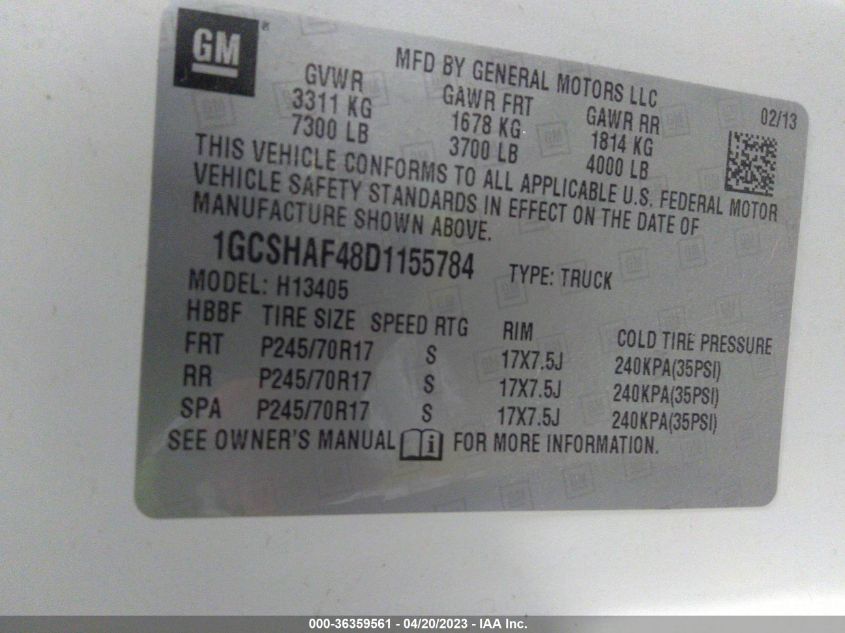 GM ®
MFD BY GENERAL MOTORS LLC
02/13
GVWR GAWR FRT GAWR RR
3311 KG 1678 KG 1814 KG
7300 LB 3700 LB 4000 LB
THIS VEHICLE CONFORMS TO ALL APPLICABLE U.S. FEDERAL MOTOR
VEHICLE SAFETY STANDARDS IN EFFECT ON THE DATE OF
MANUFACTURE SHOWN ABOVE.
1GCSHAF48D1155784 TYPE: TRUCK
MODEL: H13405
HBBF TIRE SIZE SPEED RTG RIM COLD TIRE PRESSURE
FRT P245/70R17 S 17X7.5J 240KPA(35PSI)
RR P245/70R17 S 17X7.5J 240KPA(35PSI)
SPA P245/70R17 S 17X7.5J 240KPA(35PSI)
SEE OWNER'S MANUAL i FOR MORE INFORMATION.
000-36359561 - 04/20/2023 - IAA Inc.